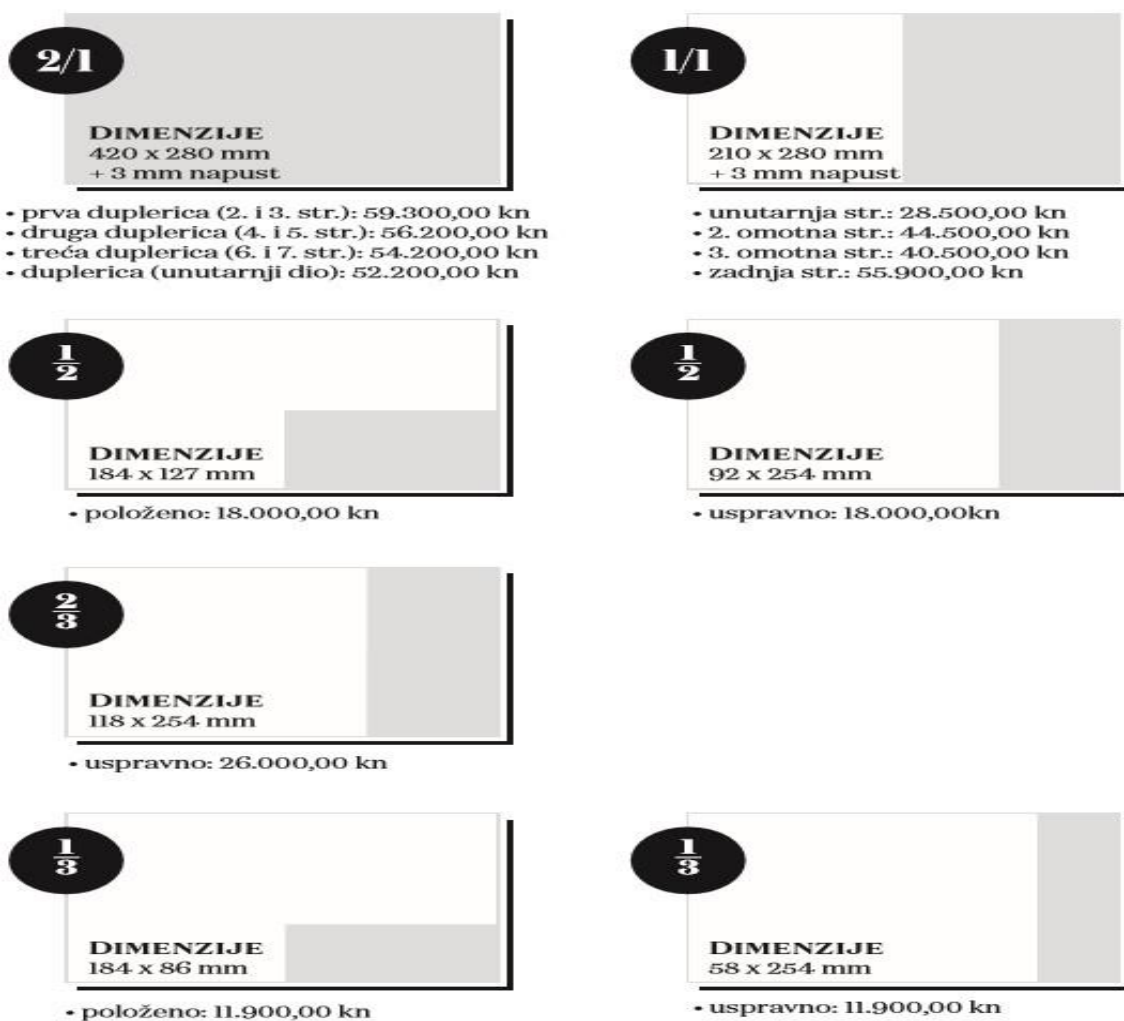 2/1
DIMENZIJE
420 x 280 mm
+ 3 mm napust
• prva duplerica (2. i 3. str.): 59.300,00 kn
• druga duplerica (4. i 5. str.): 56.200,00 kn
• treća duplerica (6. i 7. str.): 54.200,00 kn
• duplerica (unutarnji dio): 52.200,00 kn
1/1
DIMENZIJE
210 x 280 mm
+ 3 mm napust
• unutarnja str.: 28.500,00 kn
• 2. omotna str.: 44.500,00 kn
• 3. omotna str.: 40.500,00 kn
• zadnja str.: 55.900,00 kn
1/2
DIMENZIJE
184 x 127 mm
• položeno: 18.000,00 kn
1/2
DIMENZIJE
92 x 254 mm
• uspravno: 18.000,00kn
2/3
DIMENZIJE
118 x 254 mm
• uspravno: 26.000,00 kn
1/3
DIMENZIJE
184 x 86 mm
• položeno: 11.900,00 kn
1/3
DIMENZIJE
58 x 254 mm
• uspravno: 11.900,00 kn